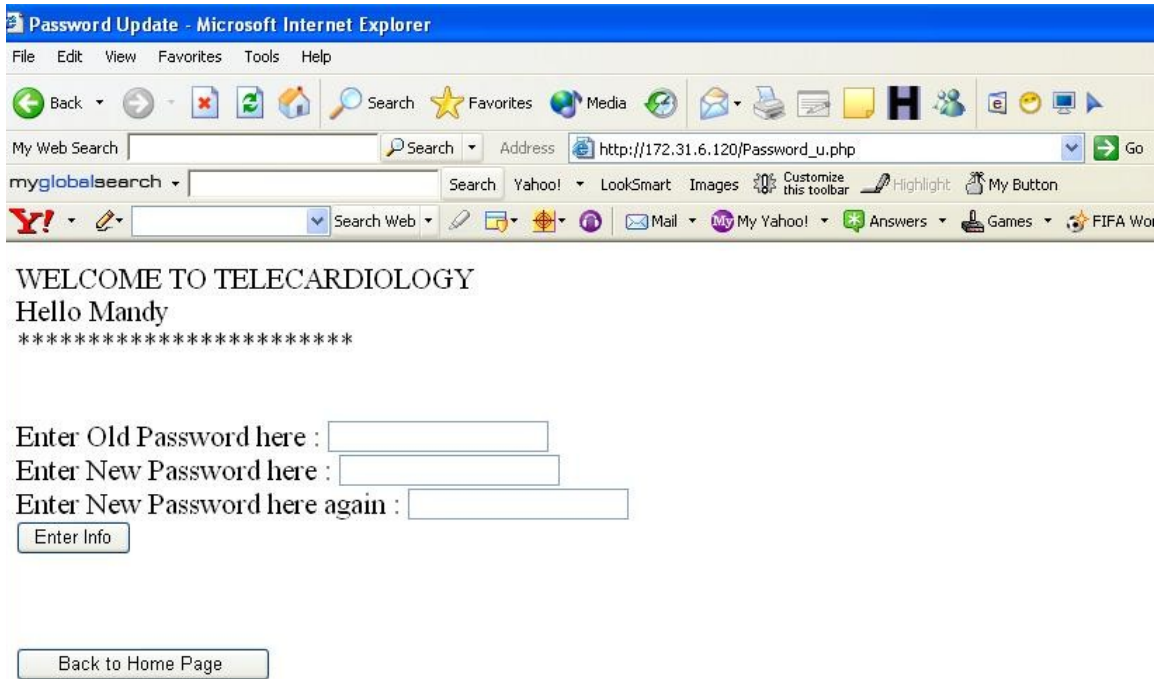 Password Update - Microsoft Internet Explorer
File Edit View Favorites Tools Help
Back Search Favorites Media
My Web Search Search Address http://172.31.6.120/Password_u.php Go
myglobalsearch Search Yahoo! LookSmart Images Customize this toolbar Highlight My Button
Y! Search Web Mail My My Yahoo! Answers Games FIFA Wor
WELCOME TO TELECARDIOLOGY
Hello Mandy
************************
Enter Old Password here :
Enter New Password here :
Enter New Password here again :
Enter Info
Back to Home Page